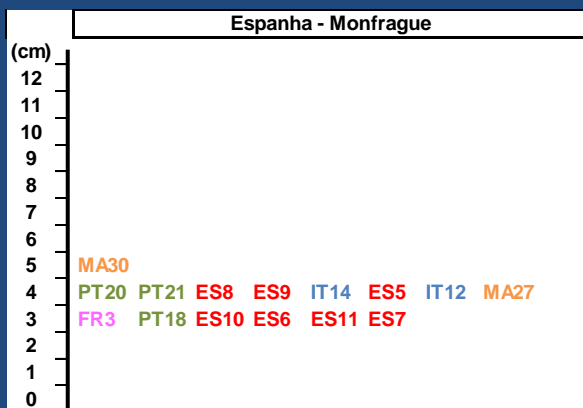 Espanha - Monfrague
(cm)
12
11
10
9
8
7
6
5 MA30
4 PT20 PT21 ES8 ES9 IT14 ES5 IT12 MA27
3 FR3 PT18 ES10 ES6 ES11 ES7
2
1
0